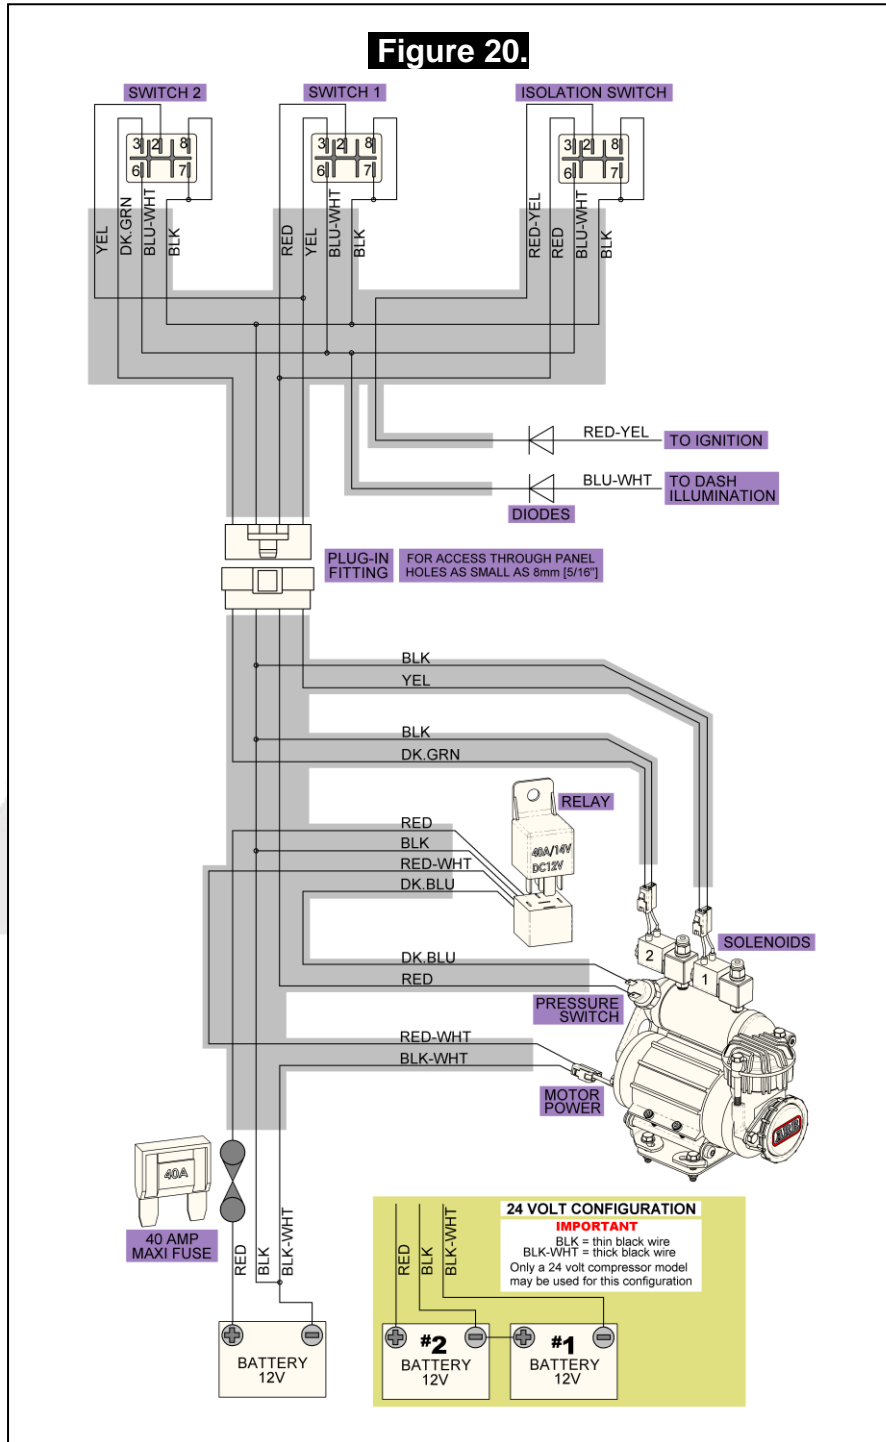 Figure 20.
SWITCH 2
SWITCH 1
ISOLATION SWITCH
3 2 8
6 7
3 2 8
6 7
3 2 8
6 7
YEL
DK.GRN
BLU-WHT
BLK
RED
YEL
BLU-WHT
BLK
RED-YEL
RED
BLU-WHT
BLK
RED-YEL
TO IGNITION
BLU-WHT
TO DASH
ILLUMINATION
DIODES
PLUG-IN
FITTING
FOR ACCESS THROUGH PANEL
HOLES AS SMALL AS 8mm [5/16"]
BLK
YEL
BLK
DK.GRN
RELAY
40A/14V
DC12V
RED
BLK
RED-WHT
DK.BLU
SOLENOIDS
2
1
DK.BLU
RED
PRESSURE
SWITCH
RED-WHT
BLK-WHT
MOTOR
POWER
40A
40 AMP
MAXI FUSE
RED
BLK
BLK-WHT
BATTERY
12V
24 VOLT CONFIGURATION
IMPORTANT
BLK = thin black wire
BLK-WHT = thick black wire
Only a 24 volt compressor model
may be used for this configuration
RED
BLK
BLK-WHT
#2
BATTERY
12V
#1
BATTERY
12V